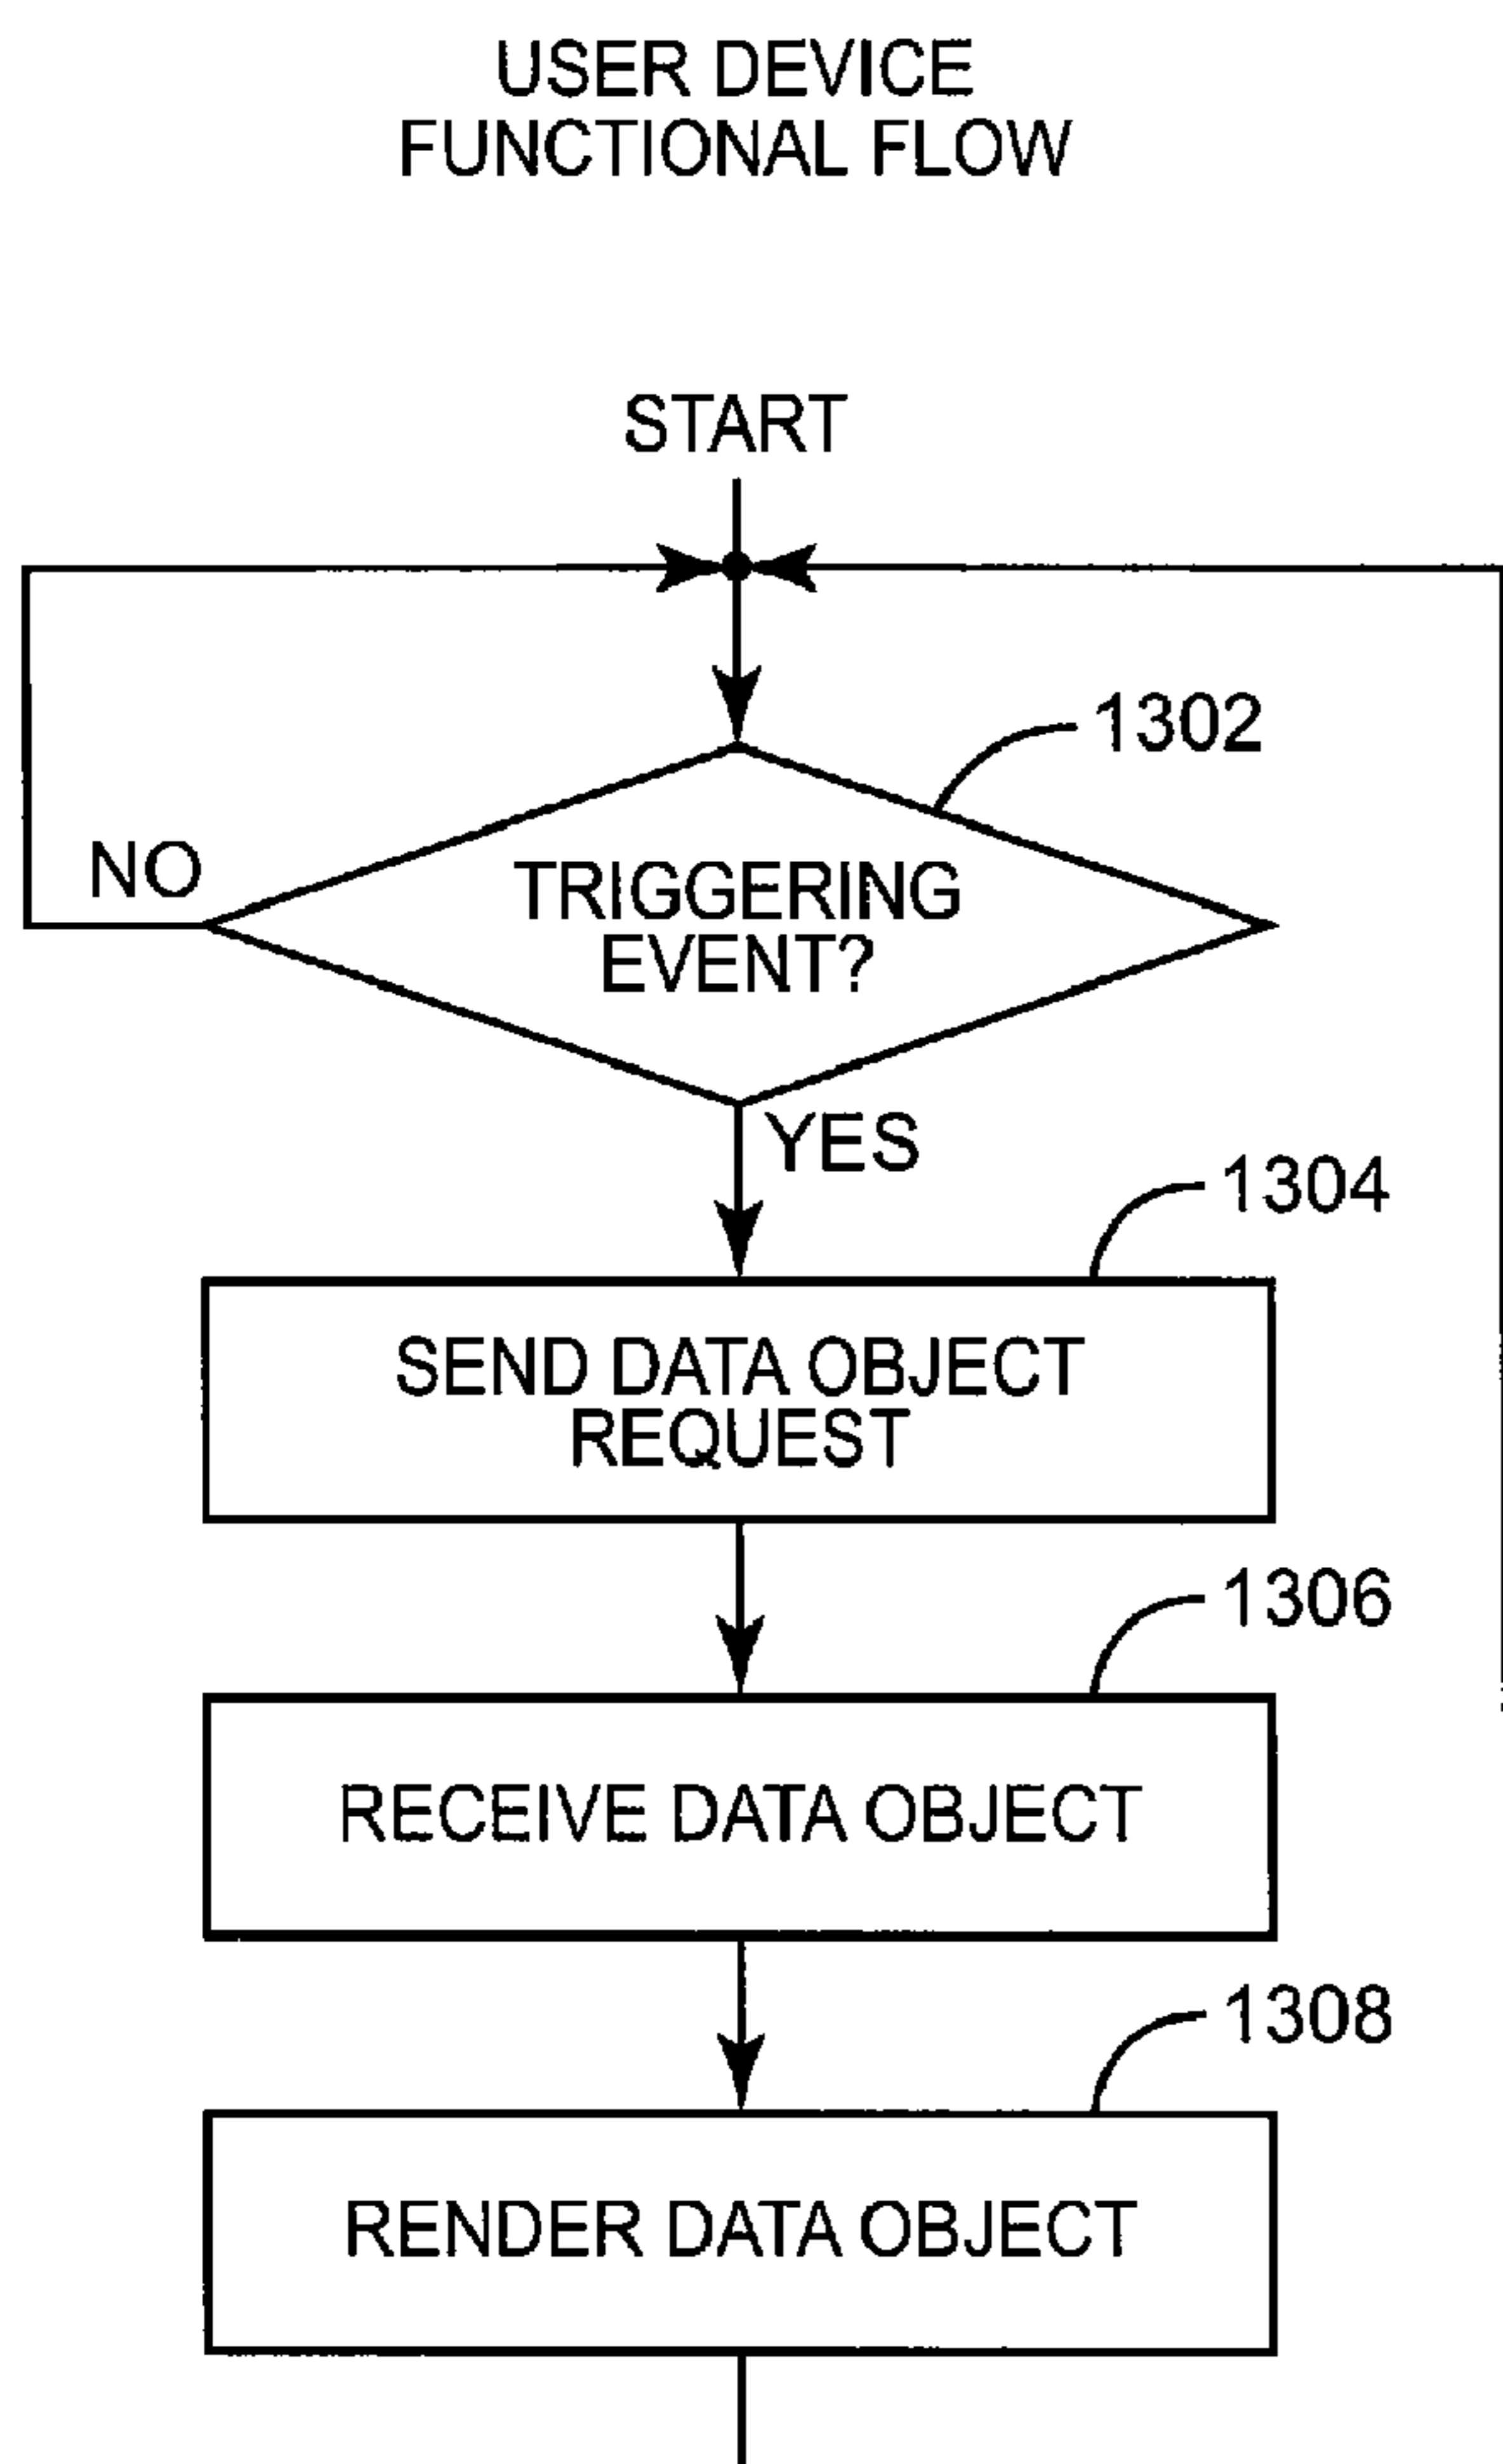 USER DEVICE
FUNCTIONAL FLOW
START
1302
NO
TRIGGERING
EVENT?
YES
1304
SEND DATA OBJECT
REQUEST
1306
RECEIVE DATA OBJECT
1308
RENDER DATA OBJECT